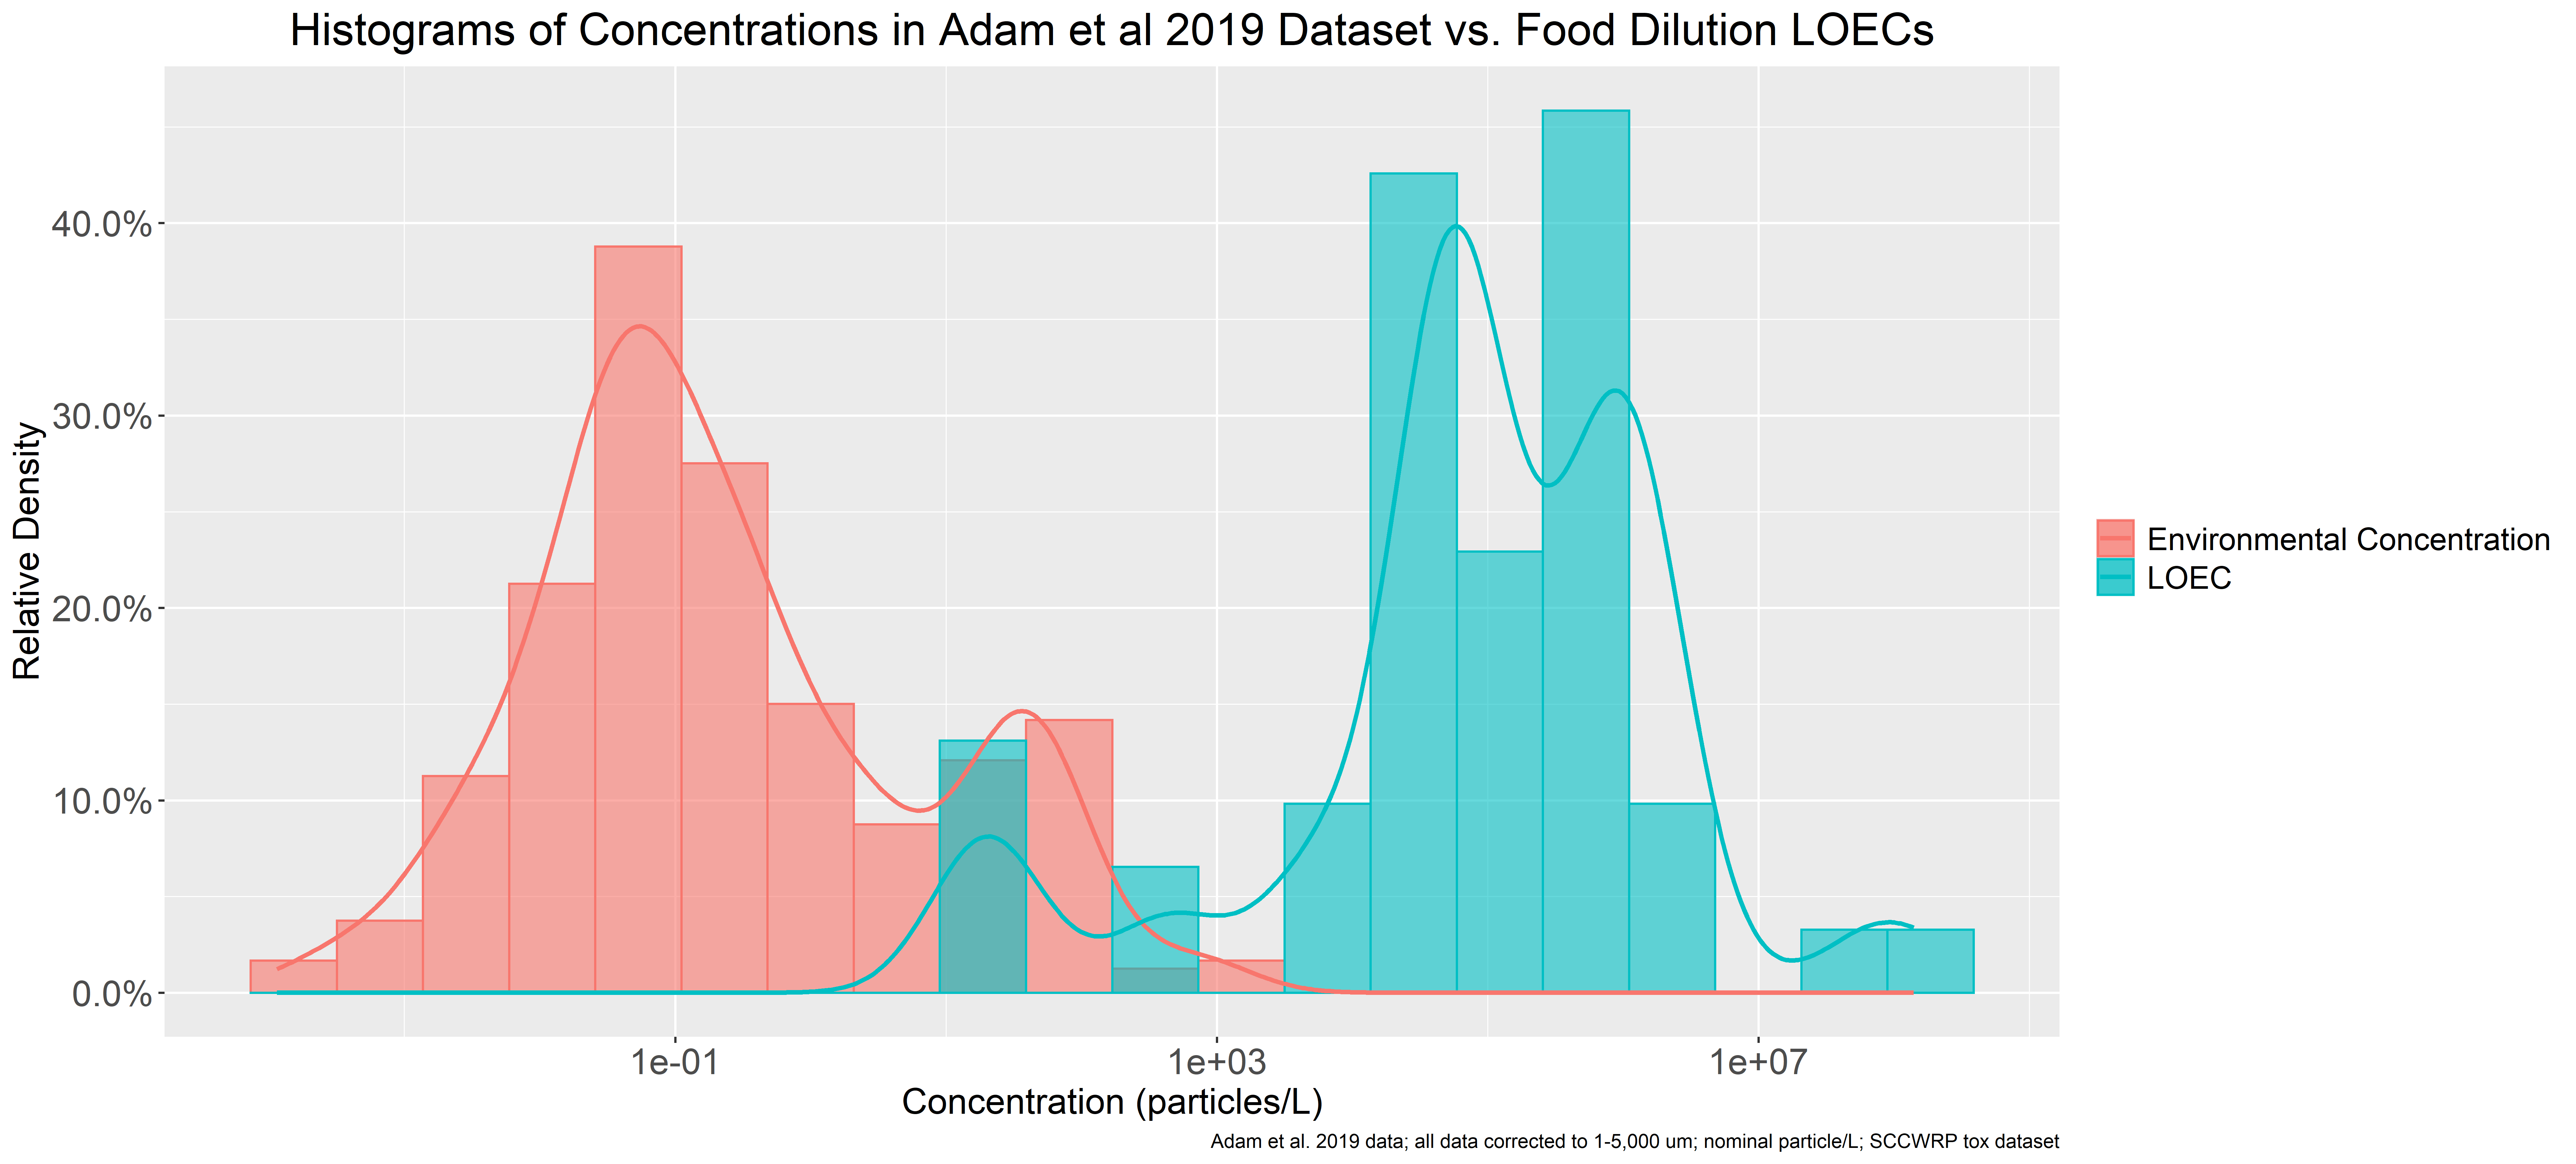 Histograms of Concentrations in Adam et al 2019 Dataset vs. Food Dilution LOECs
Relative Density
40.0%
30.0%
20.0%
10.0%
0.0%
Environmental Concentration
LOEC
1e-01 1e+03 1e+07
Concentration (particles/L)
Adam et al. 2019 data; all data corrected to 1-5,000 um; nominal particle/L; SCCWRP tox dataset